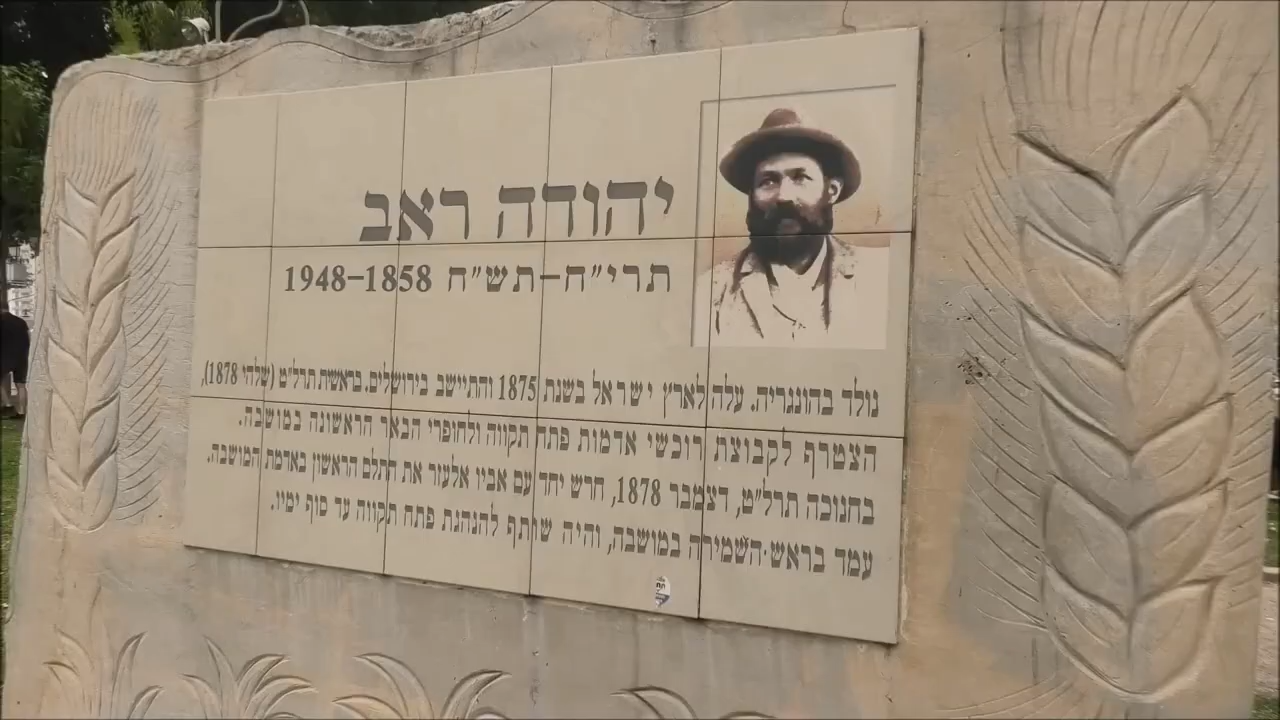 יהודה ראב
תרי״ח–תש״ח 1858–1948
נולד בהונגריה. עלה לארץ ישראל בשנת 1875 והתיישב בירושלים. בראשית תרל״ט (שלהי 1878),
הצטרף לקבוצת רוכשי אדמות פתח תקווה ולחופרי הבאר הראשונה במושבה.
בחנוכה תרל״ט, דצמבר 1878, חרש יחד עם אביו אלעזר את התלם הראשון באדמת המושבה.
עמד בראש השמירה במושבה, והיה שותף להנהגת פתח תקווה עד סוף ימיו.